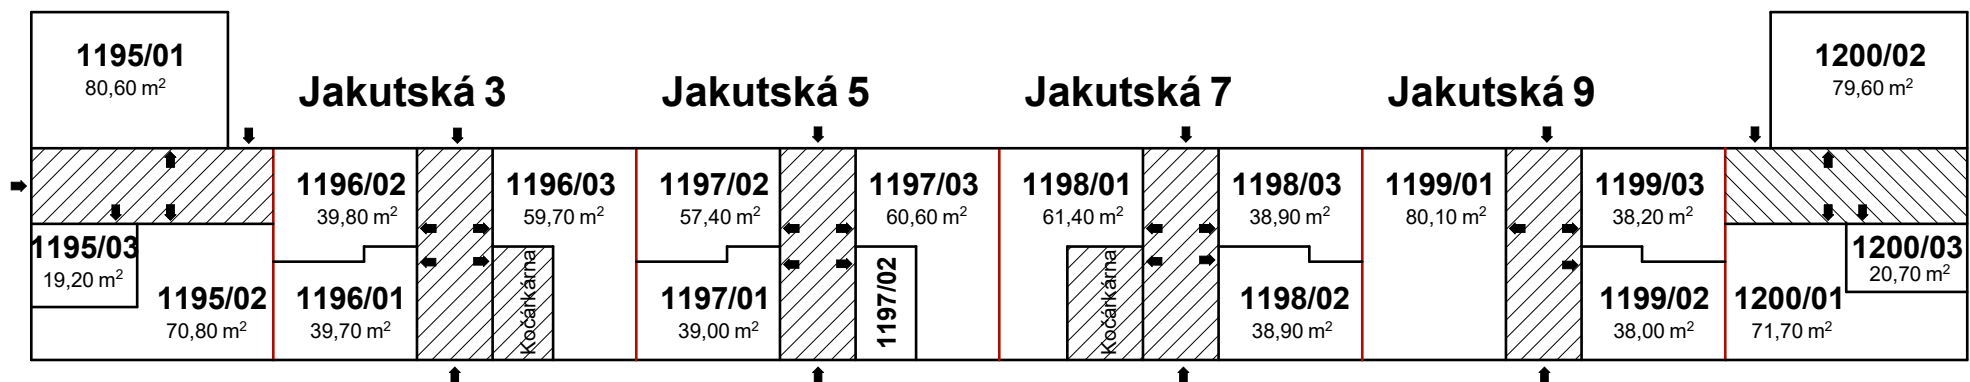 1195/01
80,60 m²
Jakutská 3
Jakutská 5
Jakutská 7
Jakutská 9
1200/02
79,60 m²
1196/02
39,80 m²
1196/03
59,70 m²
1197/02
57,40 m²
1197/03
60,60 m²
1198/01
61,40 m²
1198/03
38,90 m²
1199/01
80,10 m²
1199/03
38,20 m²
1195/03
19,20 m²
1195/02
70,80 m²
1196/01
39,70 m²
Kočárkárna
1197/01
39,00 m²
1197/02
Kočárkárna
1198/02
38,90 m²
1199/02
38,00 m²
1200/01
71,70 m²
1200/03
20,70 m²